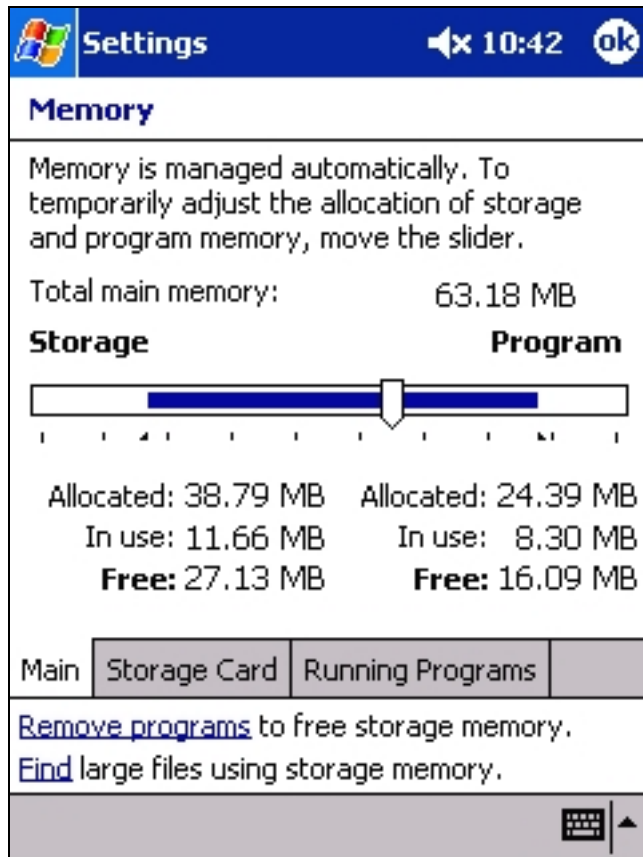 Settings 10:42 ok
Memory
Memory is managed automatically. To
temporarily adjust the allocation of storage
and program memory, move the slider.
Total main memory: 63.18 MB
Storage Program
Allocated: 38.79 MB Allocated: 24.39 MB
In use: 11.66 MB In use: 8.30 MB
Free: 27.13 MB Free: 16.09 MB
Main Storage Card Running Programs
Remove programs to free storage memory.
Find large files using storage memory.